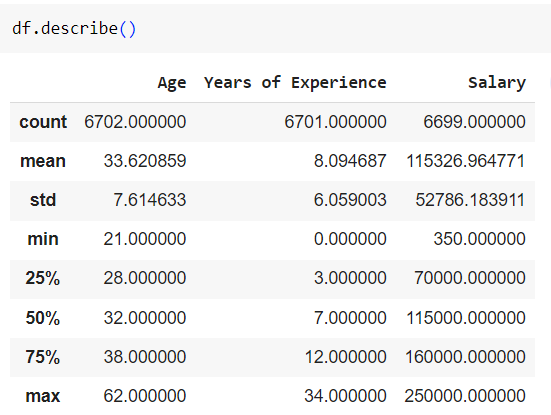 df.describe()
Age Years of Experience Salary
count 6702.000000 6701.000000 6699.000000
mean 33.620859 8.094687 115326.964771
std 7.614633 6.059003 52786.183911
min 21.000000 0.000000 350.000000
25% 28.000000 3.000000 70000.000000
50% 32.000000 7.000000 115000.000000
75% 38.000000 12.000000 160000.000000
max 62.000000 34.000000 250000.000000